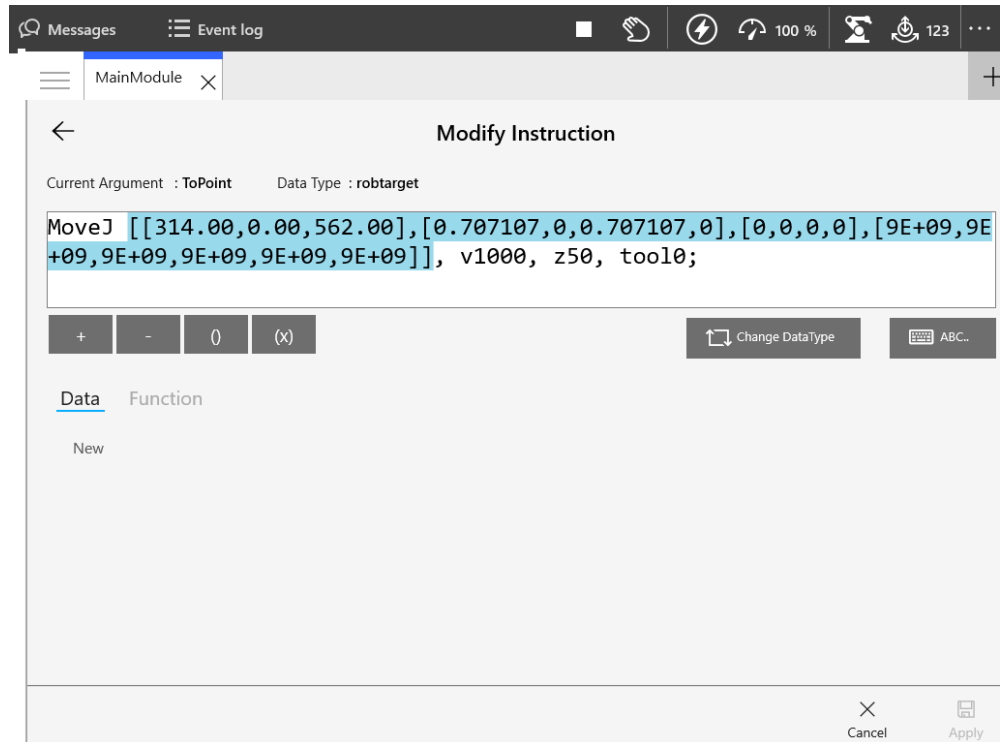 Messages Event log 100 % 123 ...
MainModule
Modify Instruction
Current Argument : ToPoint Data Type : robtarget
MoveJ [[314.00,0.00,562.00],[0.707107,0,0.707107,0],[0,0,0,0],[9E+09,9E
+09,9E+09,9E+09,9E+09,9E+09]], v1000, z50, tool0;
+ - () (x) Change DataType ABC..
Data Function
New
Cancel Apply